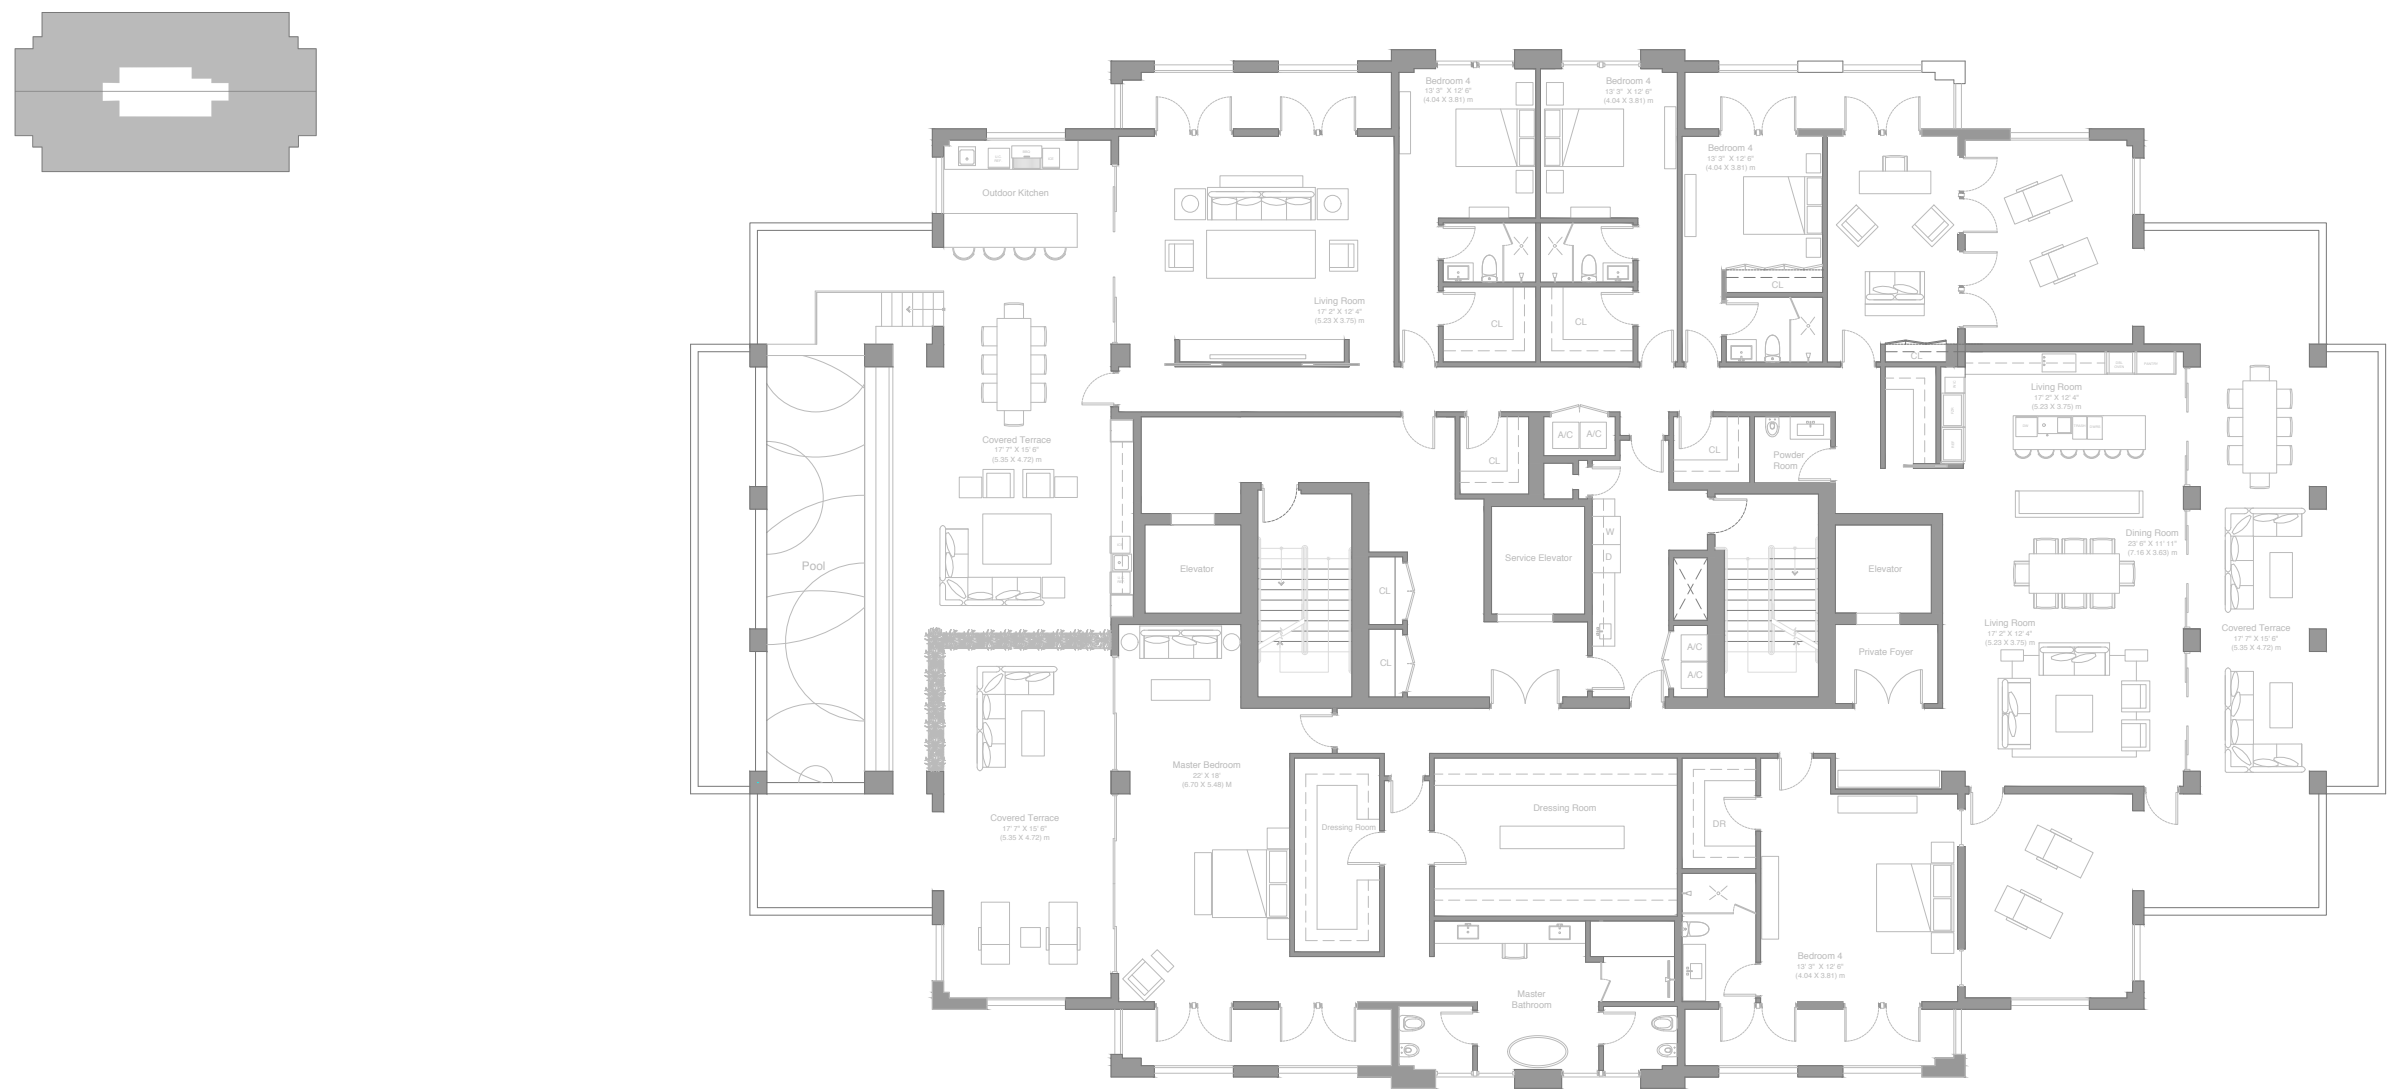 Bedroom 4
13' 3" X 12' 6"
(4.04 X 3.81) m
Bedroom 4
13' 3" X 12' 6"
(4.04 X 3.81) m
Bedroom 4
13' 3" X 12' 6"
(4.04 X 3.81) m
Outdoor Kitchen
Living Room
17' 2" X 12' 4"
(5.23 X 3.75) m
CL
CL
CL
CL
Living Room
17' 2" X 12' 4"
(5.23 X 3.75) m
Covered Terrace
17' 7" X 15' 6"
(5.35 X 4.72) m
A/C
A/C
CL
CL
Powder
Room
Pool
Elevator
Service Elevator
W
D
Elevator
Dining Room
23' 6" X 11' 11"
(7.16 X 3.63) m
CL
CL
A/C
A/C
Private Foyer
Living Room
17' 2" X 12' 4"
(5.23 X 3.75) m
Covered Terrace
17' 7" X 15' 6"
(5.35 X 4.72) m
Master Bedroom
22' X 18'
(6.70 X 5.48) M
Covered Terrace
17' 7" X 15' 6"
(5.35 X 4.72) m
Dressing Room
Dressing Room
DR
Bedroom 4
13' 3" X 12' 6"
(4.04 X 3.81) m
Master
Bathroom